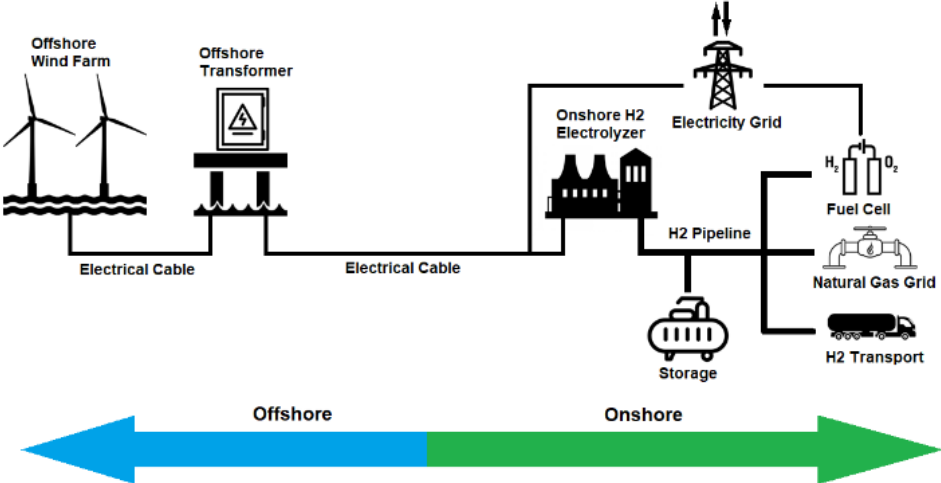 Offshore
Wind Farm
Offshore
Transformer
Onshore H2
Electrolyzer
Electricity Grid
H₂
O₂
Fuel Cell
H2 Pipeline
Electrical Cable
Electrical Cable
Natural Gas Grid
H2 Transport
Storage
Offshore
Onshore